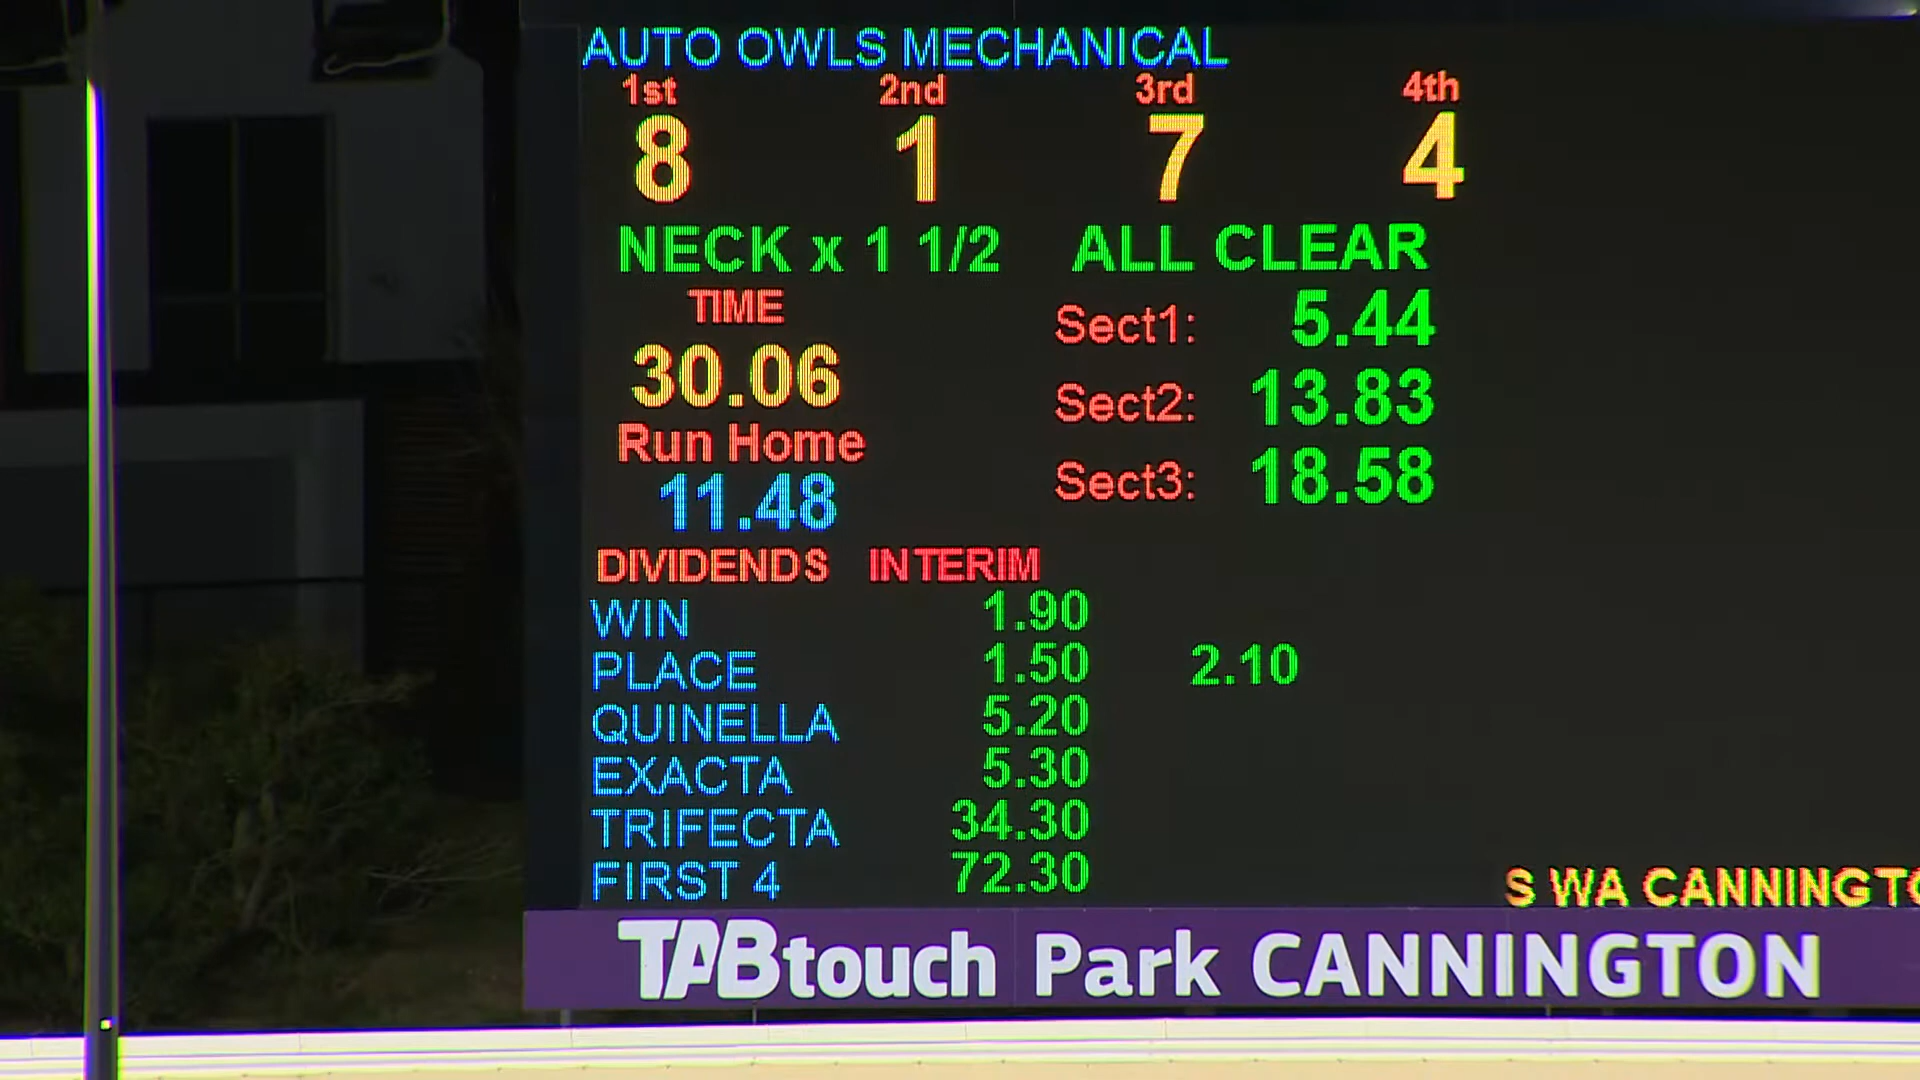 AUTO OWLS MECHANICAL
1st 2nd 3rd 4th
8 1 7 4
NECK x 1 1/2 ALL CLEAR
TIME
30.06
Run Home
11.48
Sect1: 5.44
Sect2: 13.83
Sect3: 18.58
DIVIDENDS INTERIM
WIN 1.90
PLACE 1.50 2.10
QUINELLA 5.20
EXACTA 5.30
TRIFECTA 34.30
FIRST 4 72.30
S WA CANNINGTO
TABtouch Park CANNINGTON